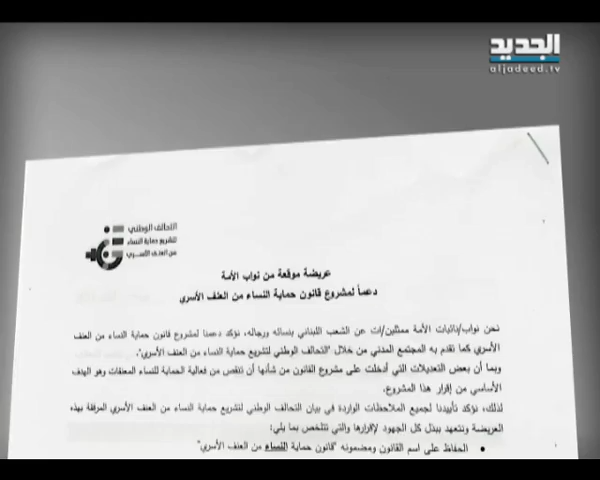 الجديد
aljadeed.tv
التحالف الوطني
لتشريع حماية النساء
من العنف الأسري
عريضة موقعة من نواب الأمة
دعماً لمشروع قانون حماية النساء من العنف الأسري
نحن نواب/نائبات الأمة ممثلين/ات عن الشعب اللبناني بنسائه ورجاله، نؤكد دعمنا لمشروع قانون حماية النساء من العنف
الأسري كما تقدم به المجتمع المدني من خلال "التحالف الوطني لتشريع حماية النساء من العنف الأسري".
وبما أن بعض التعديلات التي أدخلت على مشروع القانون من شأنها أن تنقص من فعالية الحماية للنساء المعنفات وهو الهدف
الأساسي من إقرار هذا المشروع.
لذلك، نؤكد تأييدنا لجميع الملاحظات الواردة في بيان التحالف الوطني لتشريع حماية النساء من العنف الأسري المرفقة بهذه
العريضة ونتعهد ببذل كل الجهود لإقرارها والتي تتلخص بما يلي:
• الحفاظ على اسم القانون ومضمونه "قانون حماية النساء من العنف الأسري"